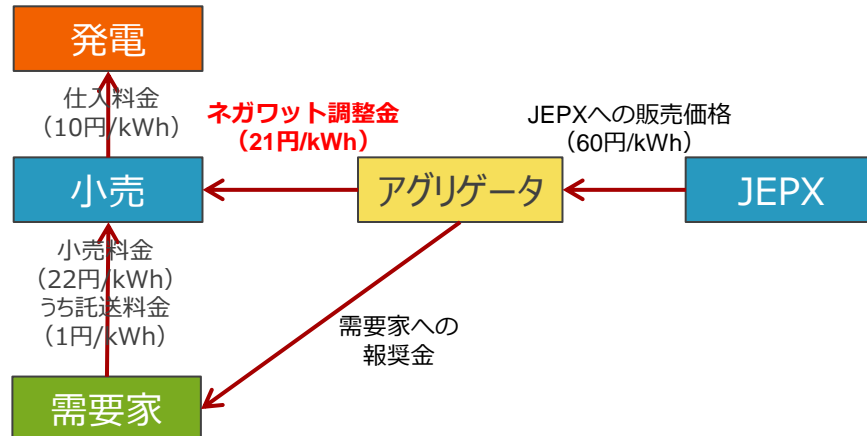 発電
仕入料金
（10円/kWh）
ネガワット調整金
（21円/kWh）
JEPXへの販売価格
（60円/kWh）
小売
アグリゲータ
JEPX
小売料金
（22円/kWh）
うち託送料金
（1円/kWh）
需要家への
報奨金
需要家